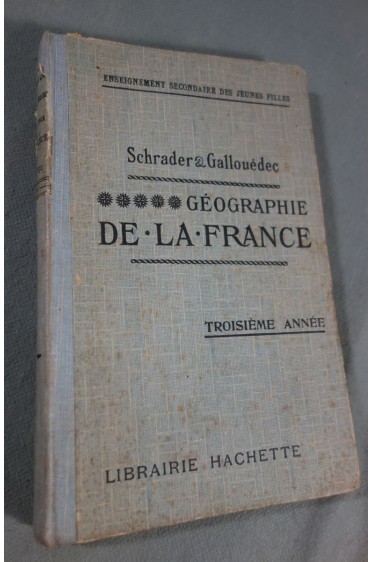 ENSEIGNEMENT SECONDAIRE DES JEUNES FILLES
Schrader & Gallouédec
GÉOGRAPHIE
DE·LA·FRANCE
TROISIÈME ANNÉE
LIBRAIRIE HACHETTE